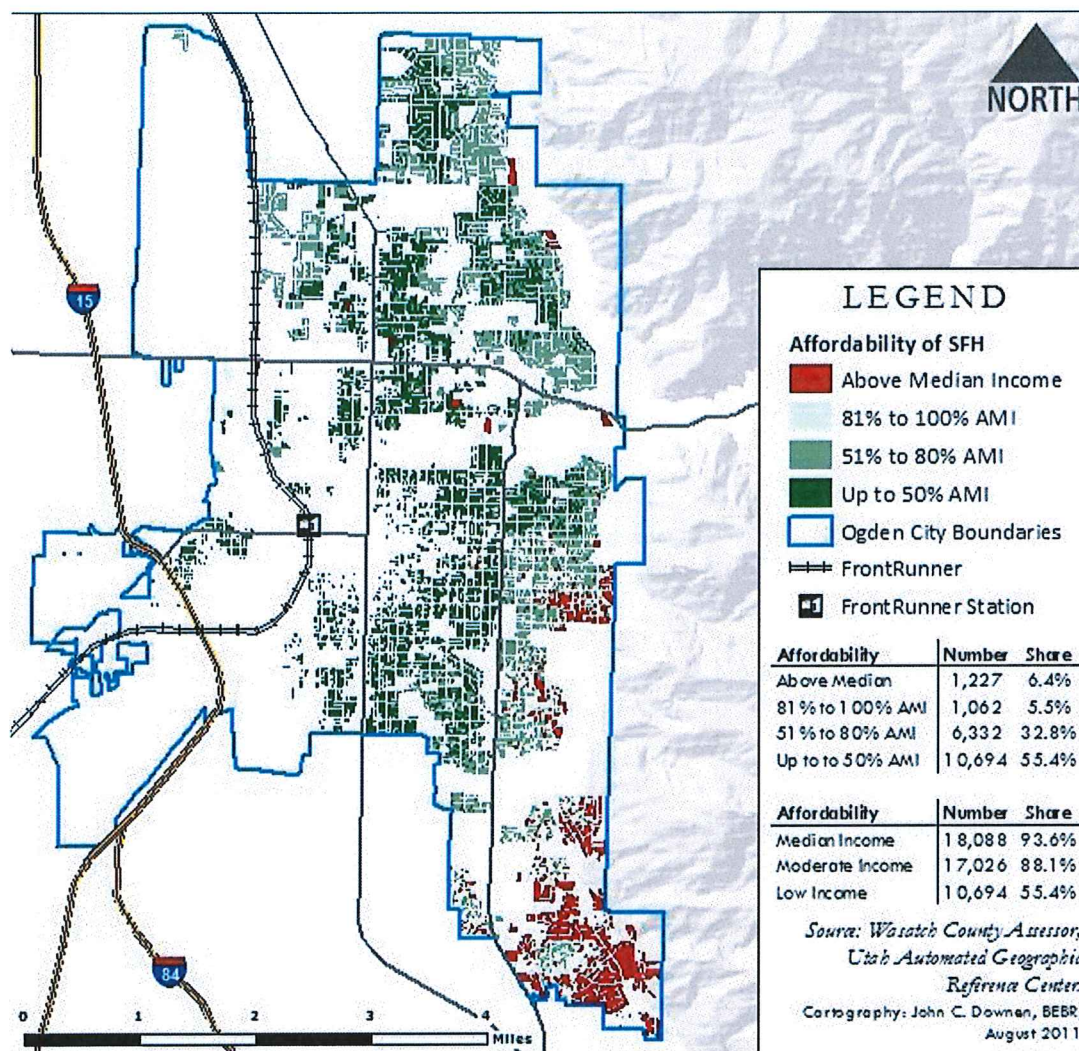 NORTH
15
LEGEND
Affordability of SFH
Above Median Income
81% to 100% AMI
51% to 80% AMI
Up to 50% AMI
Ogden City Boundaries
FrontRunner
FrontRunner Station
Affordability Number Share
Above Median 1,227 6.4%
81% to 100% AMI 1,062 5.5%
51% to 80% AMI 6,332 32.8%
Up to to 50% AMI 10,694 55.4%
Affordability Number Share
Median Income 18,088 93.6%
Moderate Income 17,026 88.1%
Low Income 10,694 55.4%
Source: Wasatch County Assessor;
Utah Automated Geographic
Reference Center.
Cartography: John C. Downen, BEBR
August 2011
84
0 1 2 3 4
Miles